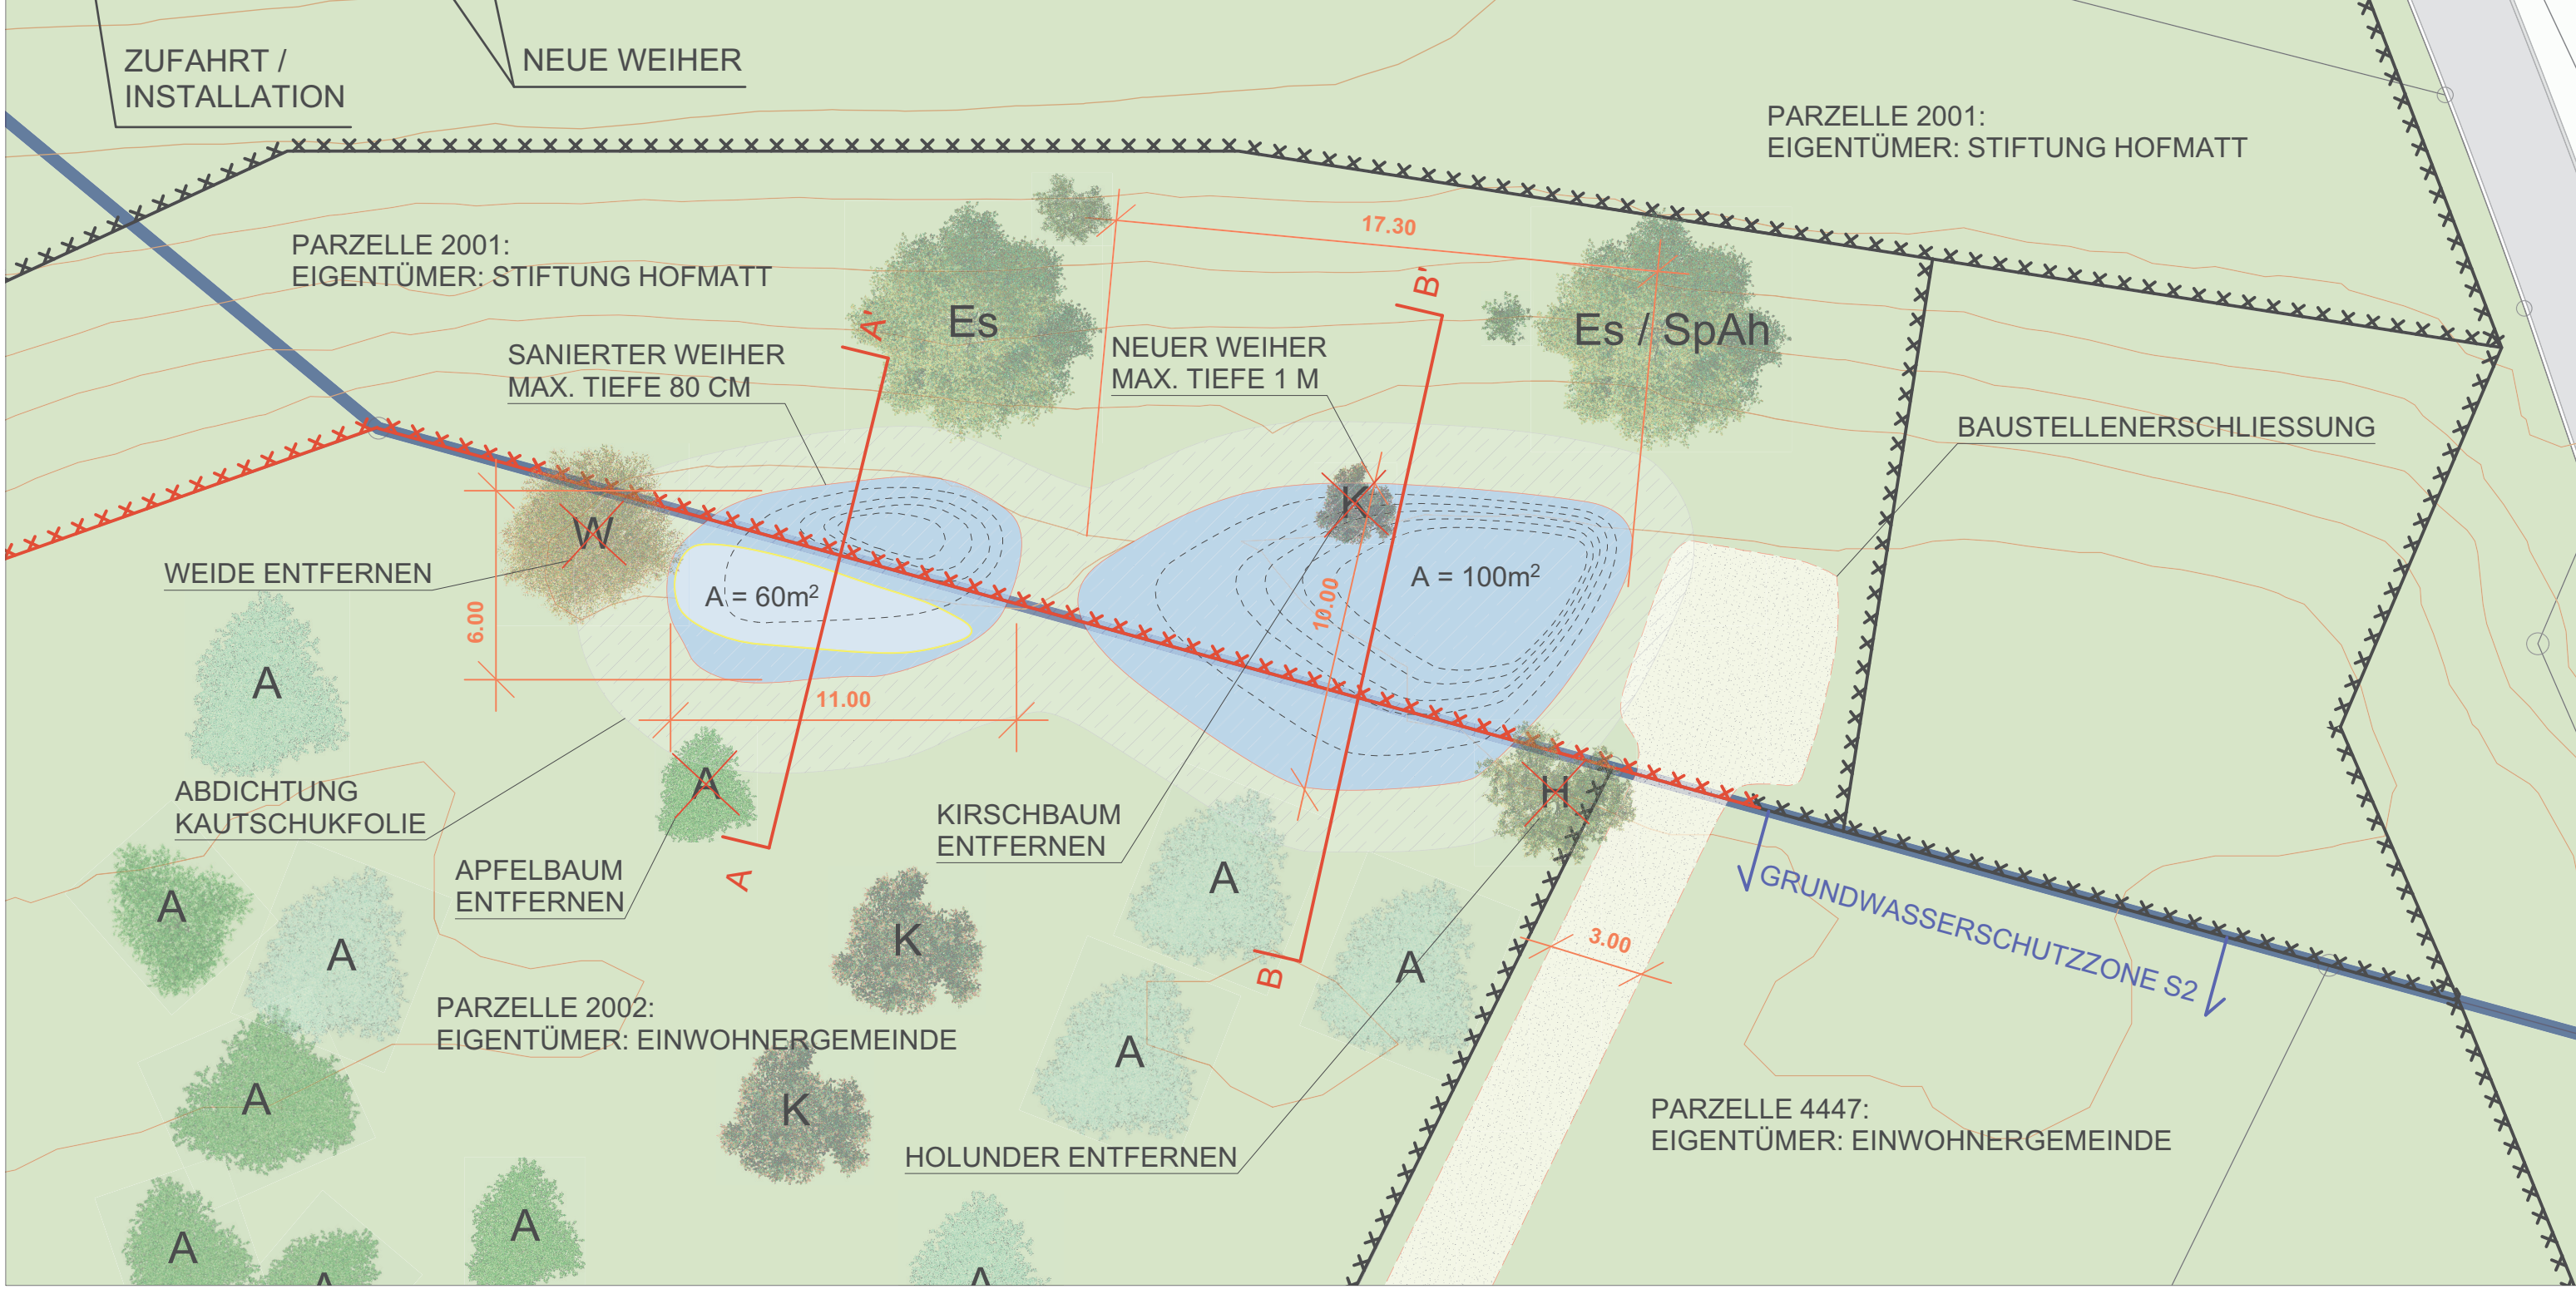 ZUFAHRT /
INSTALLATION
NEUE WEIHER
PARZELLE 2001:
EIGENTÜMER: STIFTUNG HOFMATT
17.30
PARZELLE 2001:
EIGENTÜMER: STIFTUNG HOFMATT
B'
A'
Es
Es / SpAh
SANIERTER WEIHER
MAX. TIEFE 80 CM
NEUER WEIHER
MAX. TIEFE 1 M
BAUSTELLENERSCHLIESSUNG
K
W
WEIDE ENTFERNEN
A = 60m²
A = 100m²
10.00
6.00
A
11.00
A
H
ABDICHTUNG
KAUTSCHUKFOLIE
KIRSCHBAUM
ENTFERNEN
APFELBAUM
ENTFERNEN
A
A
A
K
A
A
B
3.00
GRUNDWASSERSCHUTZZONE S2
PARZELLE 2002:
EIGENTÜMER: EINWOHNERGEMEINDE
A
A
K
PARZELLE 4447:
EIGENTÜMER: EINWOHNERGEMEINDE
HOLUNDER ENTFERNEN
A
A
A
A
A